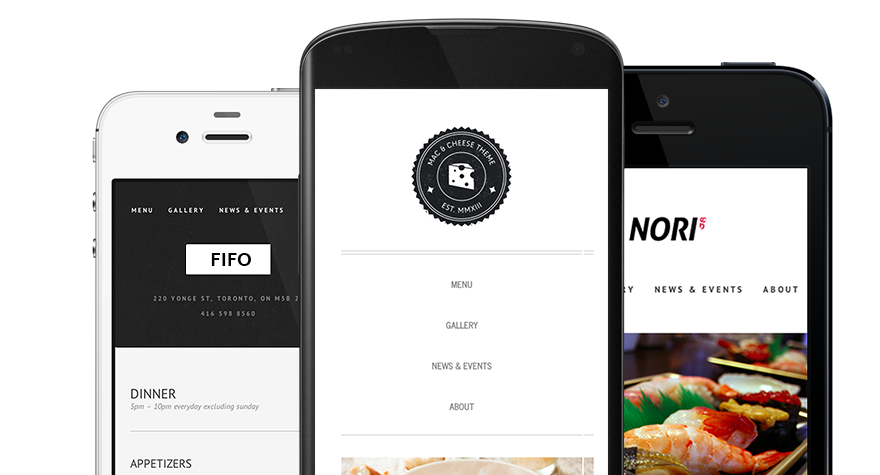 MENU GALLERY NEWS & EVENTS
FIFO
220 YONGE ST, TORONTO, ON M5B 2
416 598 8560
DINNER
5pm – 10pm everyday excluding sunday
APPETIZERS
MAC & CHEESE THEME
EST. MMXIII
MENU
GALLERY
NEWS & EVENTS
ABOUT
NORI
RY NEWS & EVENTS ABOUT